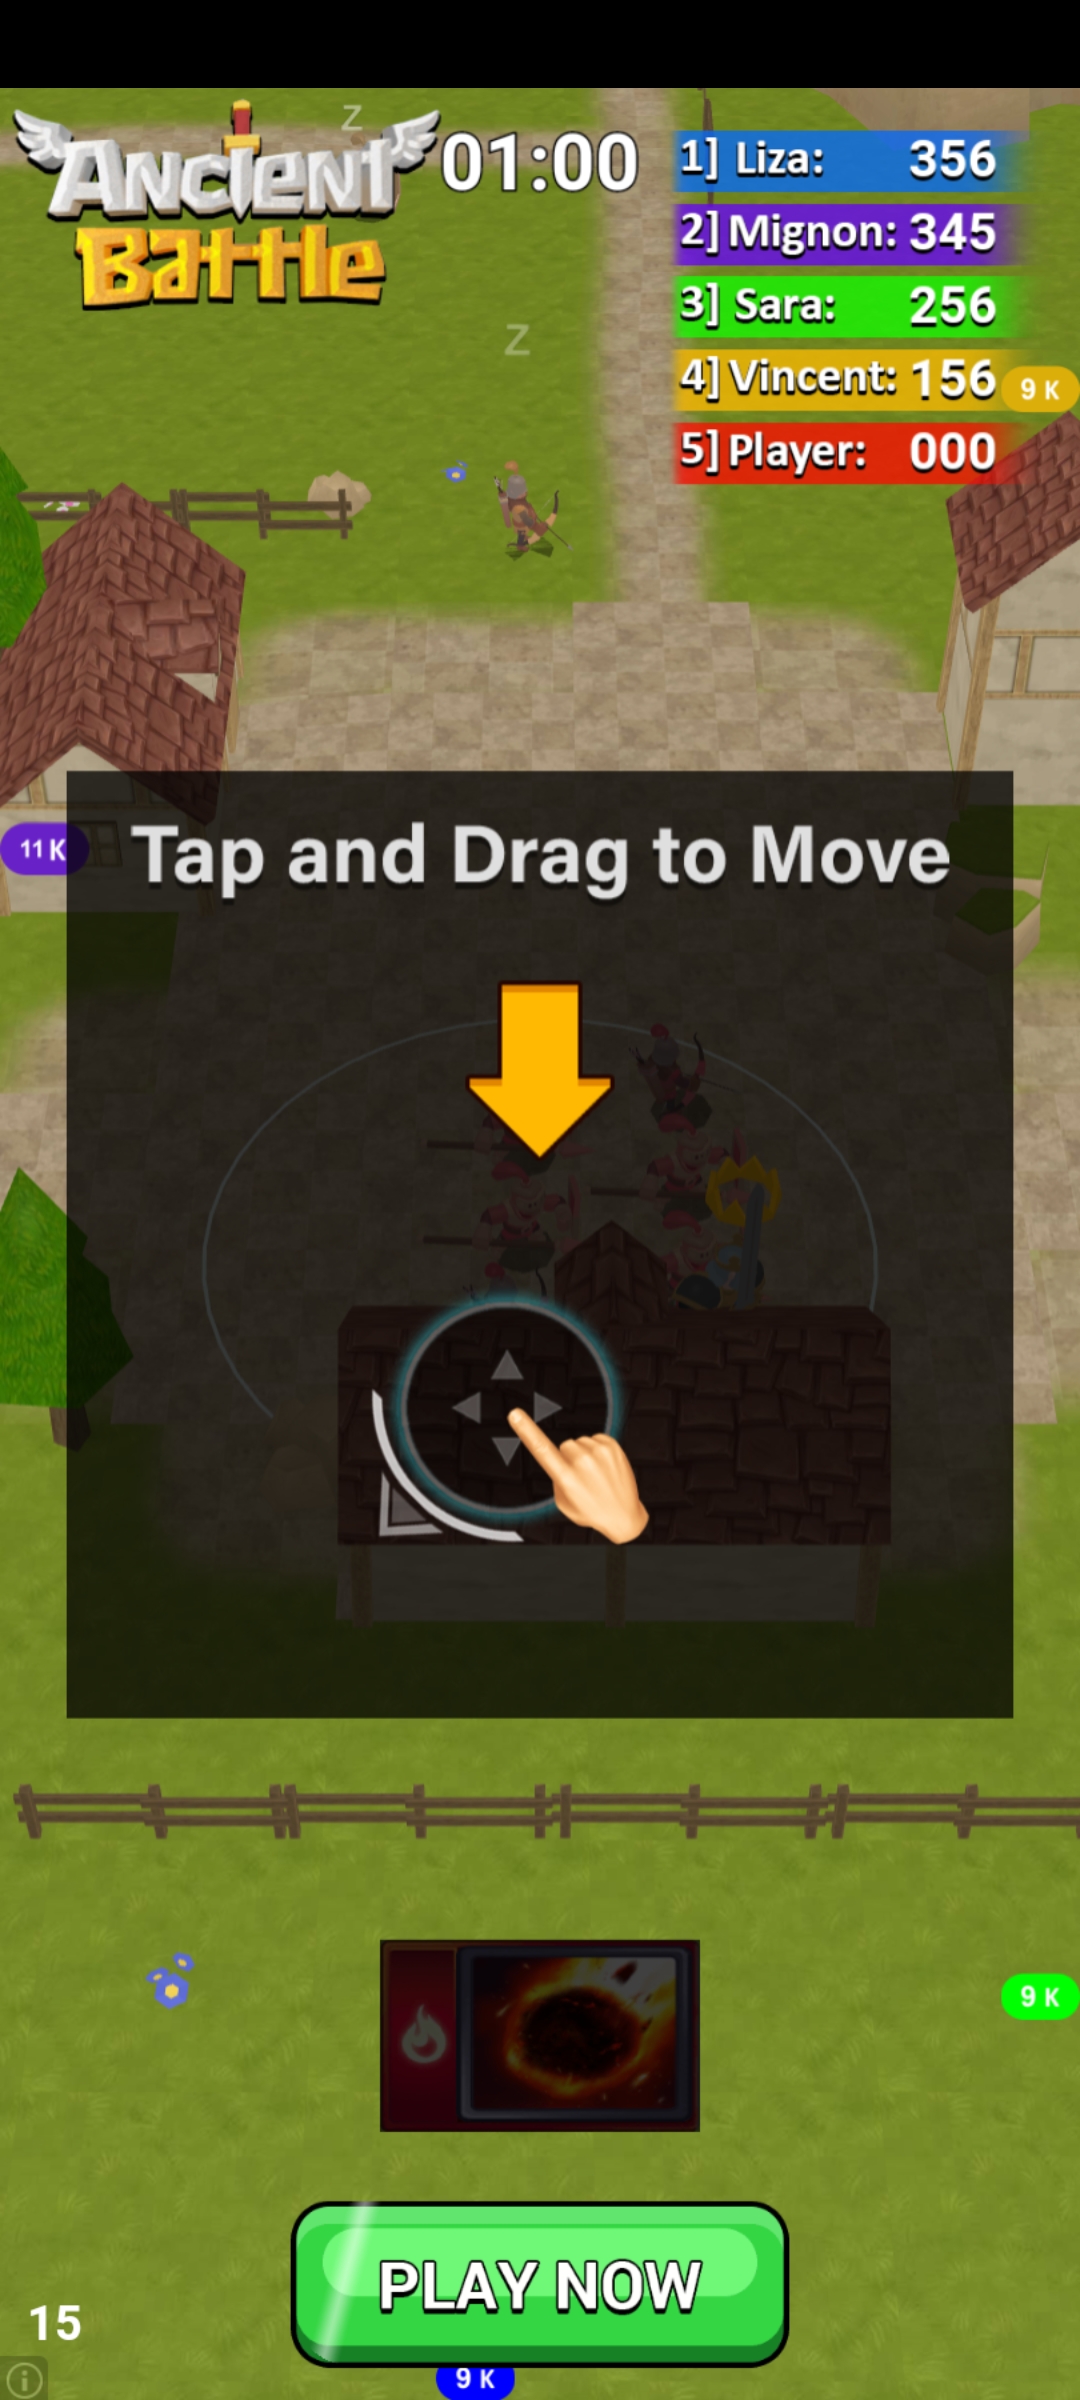 Z
ANCIENT
Battle
01:00
1] Liza: 356
2] Mignon: 345
3] Sara: 256
4] Vincent: 156
9 K
5] Player: 000
Z
11 K
Tap and Drag to Move
9 K
PLAY NOW
15
9 K